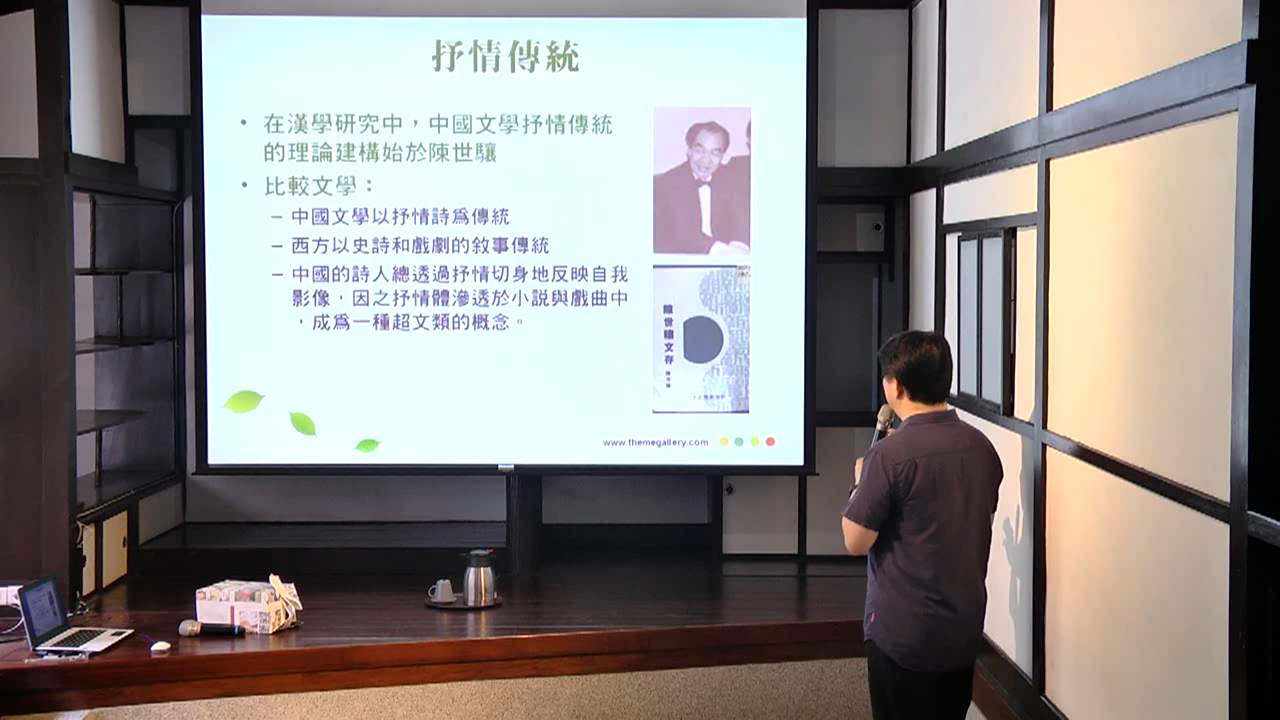 抒情傳統
• 在漢學研究中，中國文學抒情傳統
的理論建構始於陳世驤
• 比較文學：
– 中國文學以抒情詩為傳統
– 西方以史詩和戲劇的敘事傳統
– 中國的詩人總透過抒情切身地反映自我
影像，因之抒情體滲透於小說與戲曲中
，成為一種超文類的概念。
陳世驤文存
www.themegallery.com